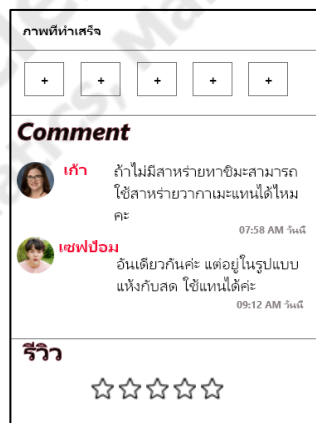 ภาพที่ทำเสร็จ
+ + + + +
Comment
เก้า
ถ้าไม่มีสาหร่ายทาขิมะสามารถ
ใช้สาหร่ายวากาเมะแทนได้ไหม
คะ
07:58 AM วันนี้
เชฟป้อม
อันเดียวกันค่ะ แต่อยู่ในรูปแบบ
แห้งกับสด ใช้แทนได้ค่ะ
09:12 AM วันนี้
รีวิว